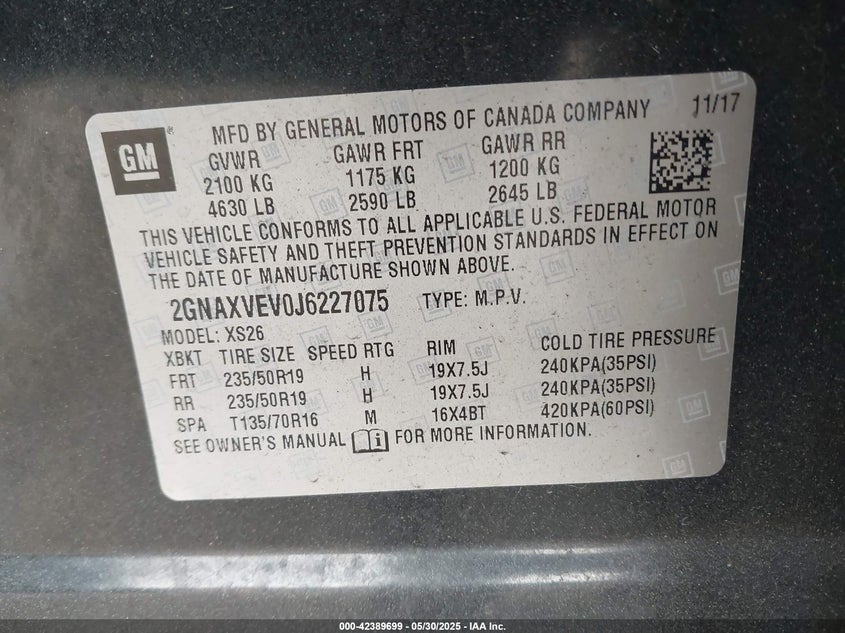 GM ® MFD BY GENERAL MOTORS OF CANADA COMPANY 11/17
GVWR GAWR FRT GAWR RR
2100 KG 1175 KG 1200 KG
4630 LB 2590 LB 2645 LB
THIS VEHICLE CONFORMS TO ALL APPLICABLE U.S. FEDERAL MOTOR
VEHICLE SAFETY AND THEFT PREVENTION STANDARDS IN EFFECT ON
THE DATE OF MANUFACTURE SHOWN ABOVE.
2GNAXVEV0J6227075 TYPE: M.P.V.
MODEL: XS26
XBKT TIRE SIZE SPEED RTG RIM COLD TIRE PRESSURE
FRT 235/50R19 H 19X7.5J 240KPA(35PSI)
RR 235/50R19 H 19X7.5J 240KPA(35PSI)
SPA T135/70R16 M 16X4BT 420KPA(60PSI)
SEE OWNER'S MANUAL FOR MORE INFORMATION.
000-42389699 — 05/30/2025 — IAA Inc.